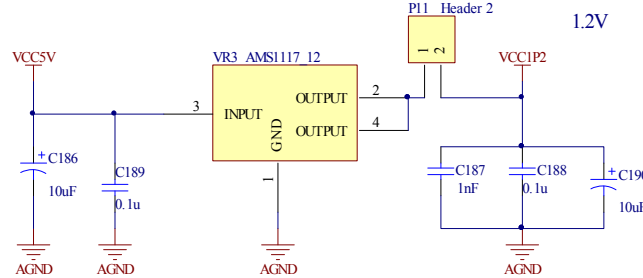 P11 Header 2
1.2V
VCC5V
VR3 AMS1117_12
1
2
VCC1P2
3
INPUT
OUTPUT
2
OUTPUT
4
GND
1
C186
10uF
C189
0.1u
C187
1nF
C188
0.1u
C190
10uF
AGND
AGND
AGND
AGND